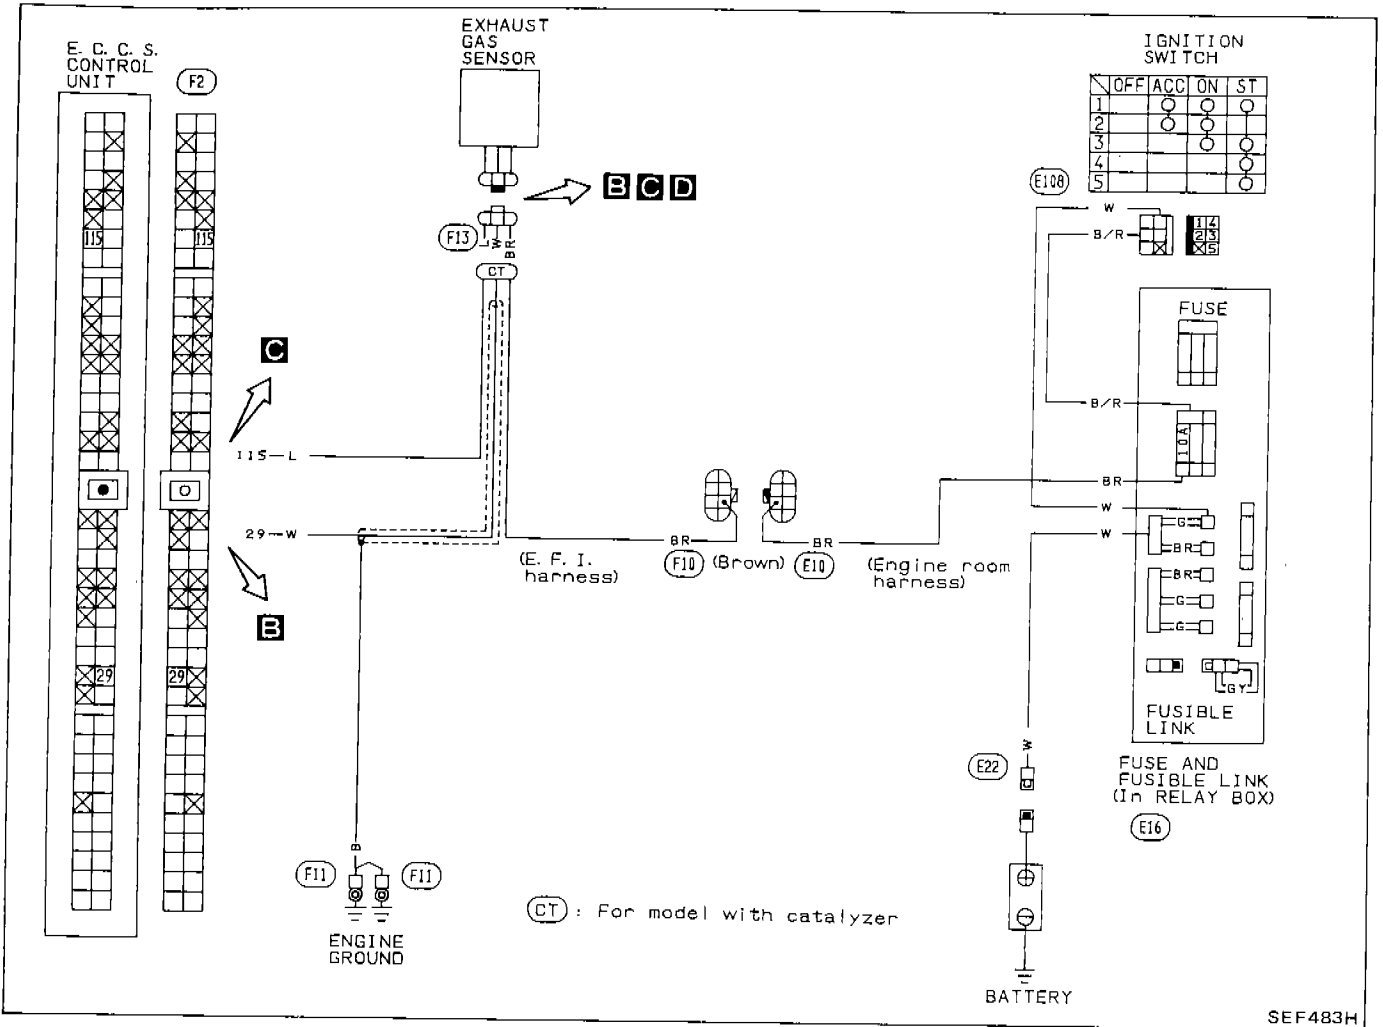 E. C. C. S.
CONTROL
UNIT
F2
115
115
29
29
EXHAUST
GAS
SENSOR
B C D
F13
L
W
BR
CT
C
115 L
29 W
B
(E. F. I.
harness)
BR
F10
(Brown)
E10
BR
(Engine room
harness)
B
F11
F11
ENGINE
GROUND
CT : For model with catalyzer
IGNITION
SWITCH
OFF ACC ON ST
1
2
3
4
5
E108
W
B/R
1 4
2 3
5
FUSE
B/R
10A
BR
W
W
G
BR
BR
G
G
GY
FUSIBLE
LINK
W
E22
FUSE AND
FUSIBLE LINK
(In RELAY BOX)
E16
BATTERY
SEF483H